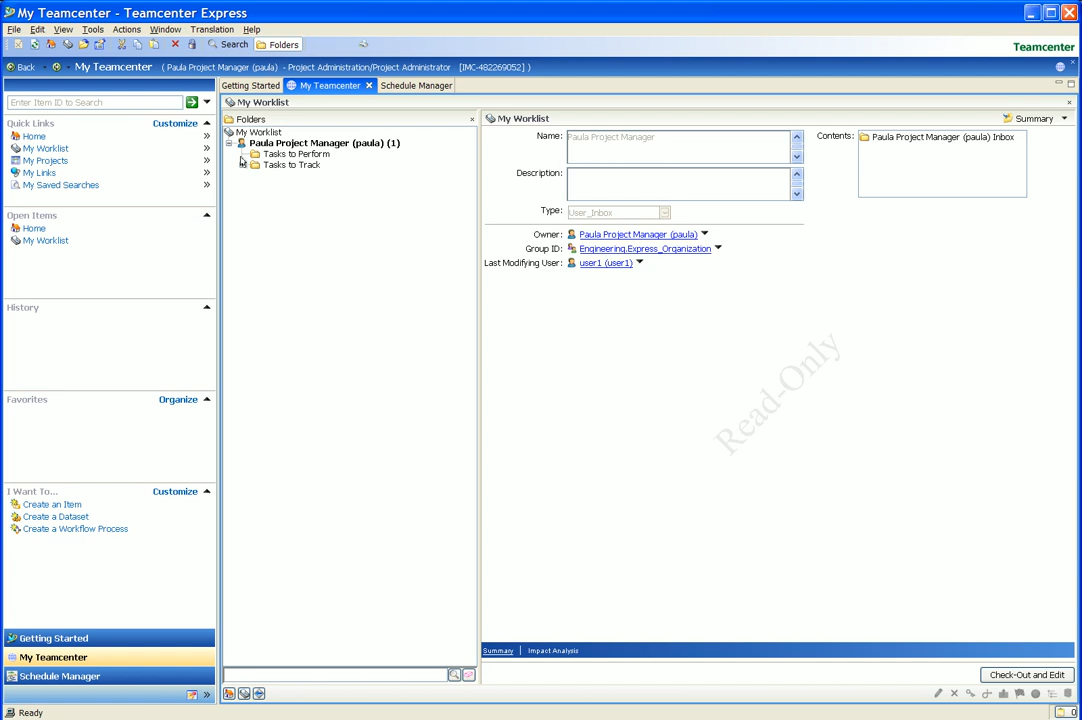 My Teamcenter - Teamcenter Express
File Edit View Tools Actions Window Translation Help
Search Folders
Teamcenter
Back My Teamcenter ( Paula Project Manager (paula) - Project Administration/Project Administrator [IMC-482269052] )
Getting Started My Teamcenter Schedule Manager
Enter Item ID to Search
My Worklist
Quick Links Customize
Home
My Worklist
My Projects
My Links
My Saved Searches
Open Items
Home
My Worklist
History
Favorites Organize
I Want To... Customize
Create an Item
Create a Dataset
Create a Workflow Process
Getting Started
My Teamcenter
Schedule Manager
Folders
My Worklist
Paula Project Manager (paula) (1)
Tasks to Perform
Tasks to Track
My Worklist Summary
Name: Paula Project Manager
Contents: Paula Project Manager (paula) Inbox
Description:
Type: User_Inbox
Owner: Paula Project Manager (paula)
Group ID: Engineering.Express_Organization
Last Modifying User: user1 (user1)
Read-Only
Summary Impact Analysis
Check-Out and Edit
Ready
0